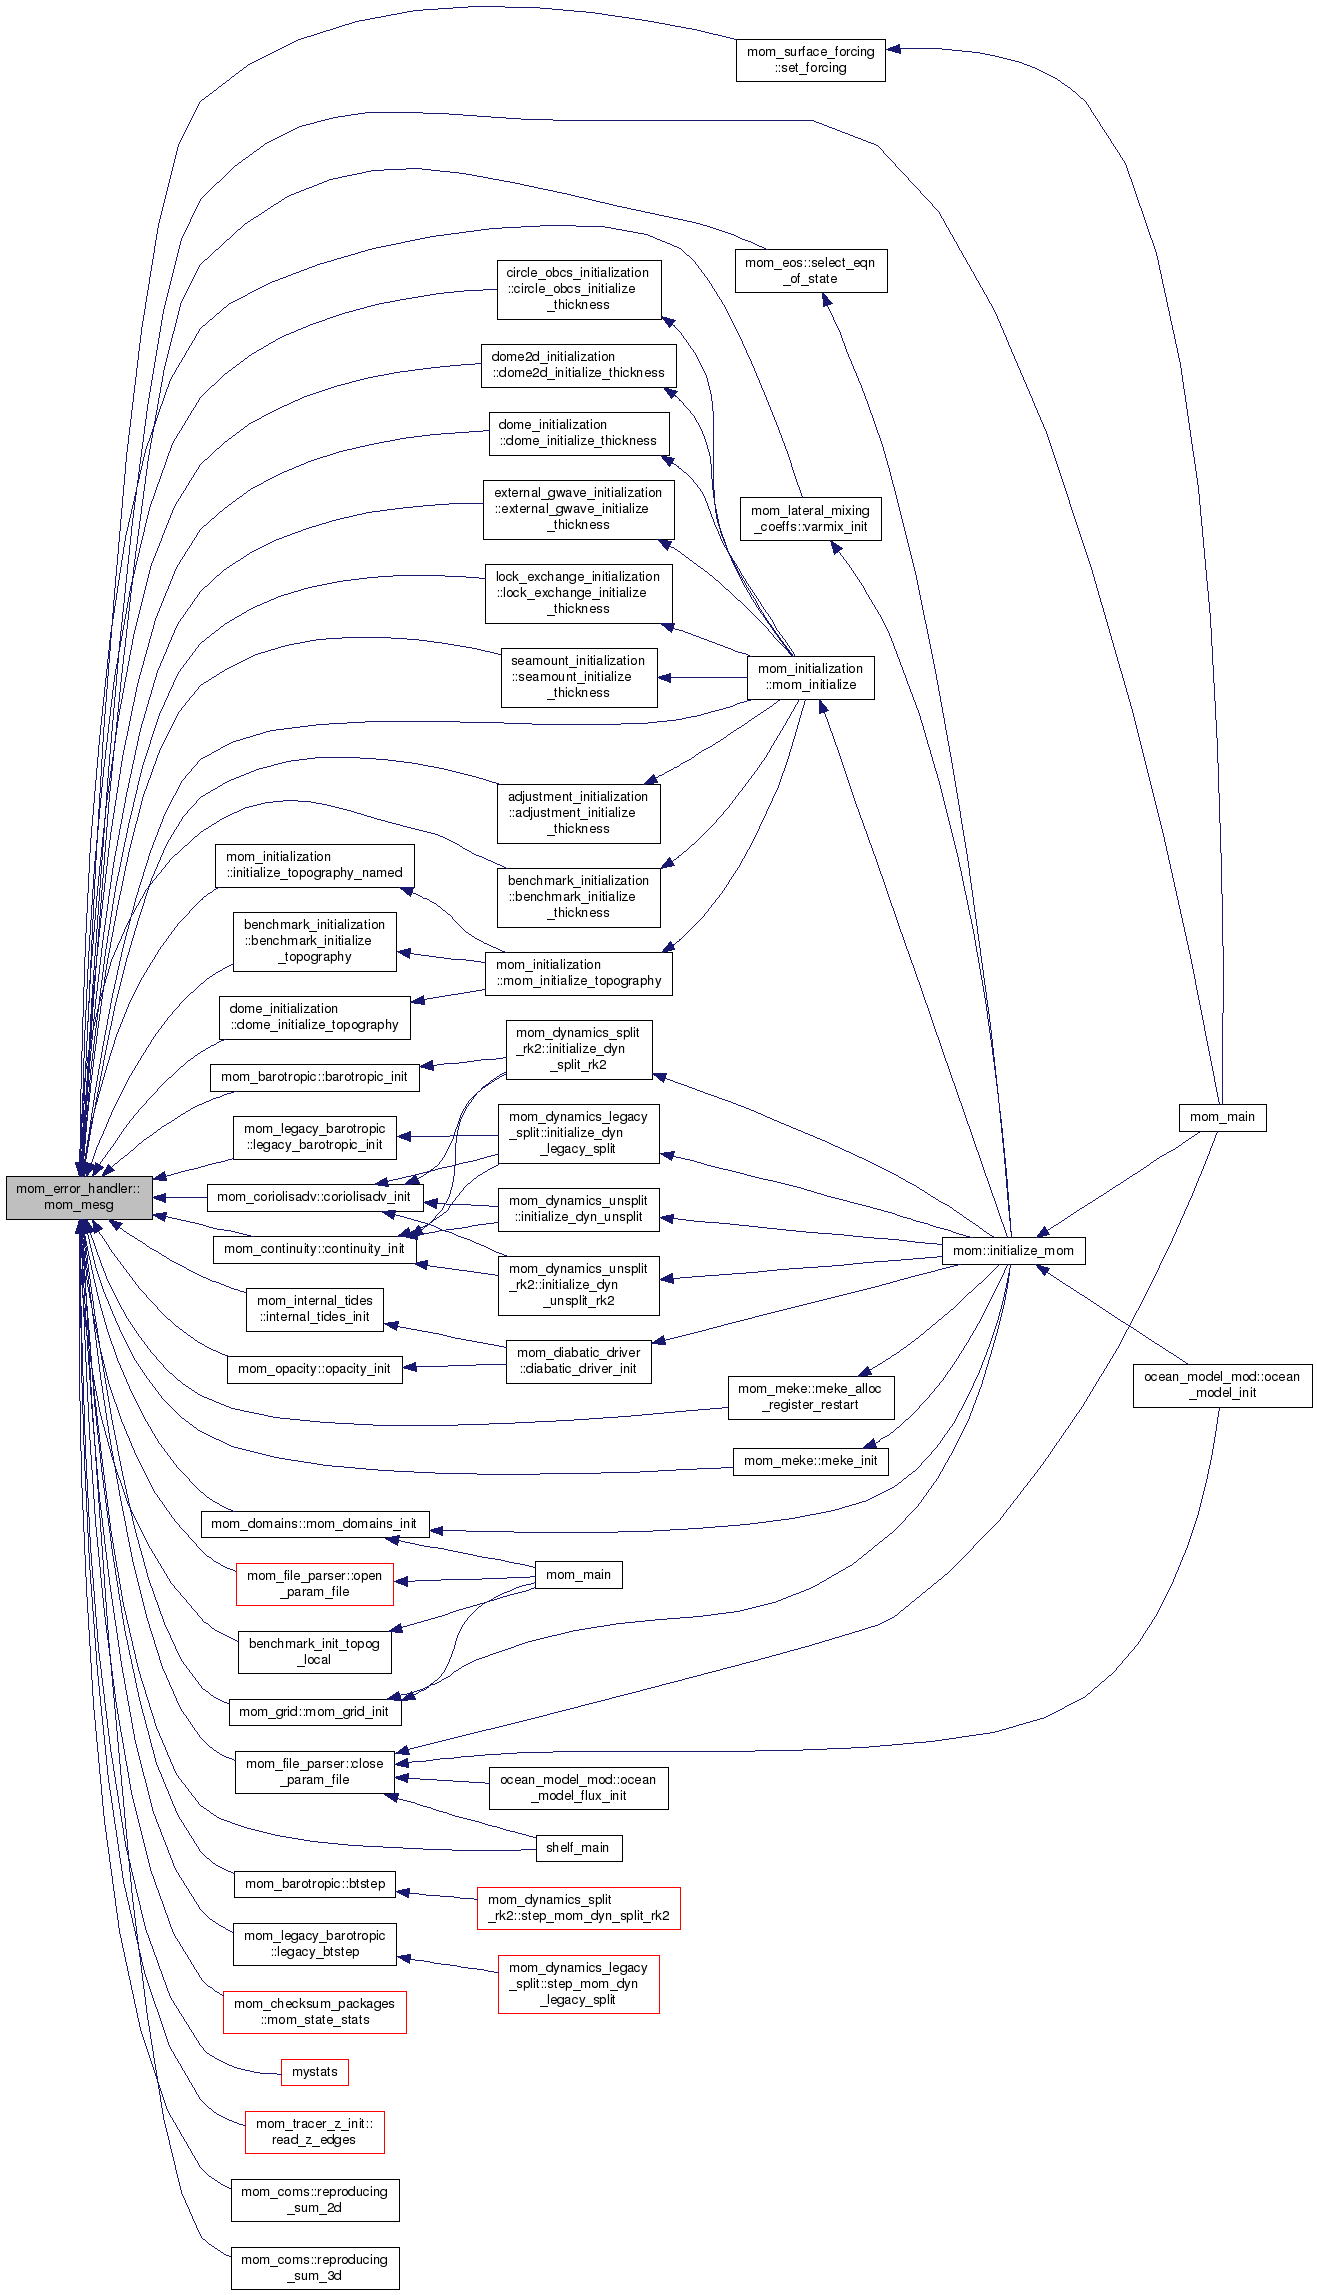 mom_surface_forcing
::set_forcing
mom_eos::select_eqn
_of_state
circle_obcs_initialization
::circle_obcs_initialize
_thickness
dome2d_initialization
::dome2d_initialize_thickness
dome_initialization
::dome_initialize_thickness
external_gwave_initialization
::external_gwave_initialize
_thickness
mom_lateral_mixing
_coeffs::varmix_init
lock_exchange_initialization
::lock_exchange_initialize
_thickness
seamount_initialization
::seamount_initialize
_thickness
mom_initialization
::mom_initialize
adjustment_initialization
::adjustment_initialize
_thickness
mom_initialization
::initialize_topography_named
benchmark_initialization
::benchmark_initialize
_thickness
benchmark_initialization
::benchmark_initialize
_topography
mom_initialization
::mom_initialize_topography
dome_initialization
::dome_initialize_topography
mom_dynamics_split
_rk2::initialize_dyn
_split_rk2
mom_barotropic::barotropic_init
mom_legacy_barotropic
::legacy_barotropic_init
mom_dynamics_legacy
_split::initialize_dyn
_legacy_split
mom_main
mom_error_handler::
mom_mesg
mom_coriolisadv::coriolisadv_init
mom_dynamics_unsplit
::initialize_dyn_unsplit
mom_continuity::continuity_init
mom::initialize_mom
mom_dynamics_unsplit
_rk2::initialize_dyn
_unsplit_rk2
mom_internal_tides
::internal_tides_init
mom_opacity::opacity_init
mom_diabatic_driver
::diabatic_driver_init
mom_meke::meke_alloc
_register_restart
ocean_model_mod::ocean
_model_init
mom_meke::meke_init
mom_domains::mom_domains_init
mom_file_parser::open
_param_file
mom_main
benchmark_init_topog
_local
mom_grid::mom_grid_init
mom_file_parser::close
_param_file
ocean_model_mod::ocean
_model_flux_init
shelf_main
mom_barotropic::btstep
mom_dynamics_split
_rk2::step_mom_dyn_split_rk2
mom_legacy_barotropic
::legacy_btstep
mom_dynamics_legacy
_split::step_mom_dyn
_legacy_split
mom_checksum_packages
::mom_state_stats
mystats
mom_tracer_z_init::
read_z_edges
mom_coms::reproducing
_sum_2d
mom_coms::reproducing
_sum_3d